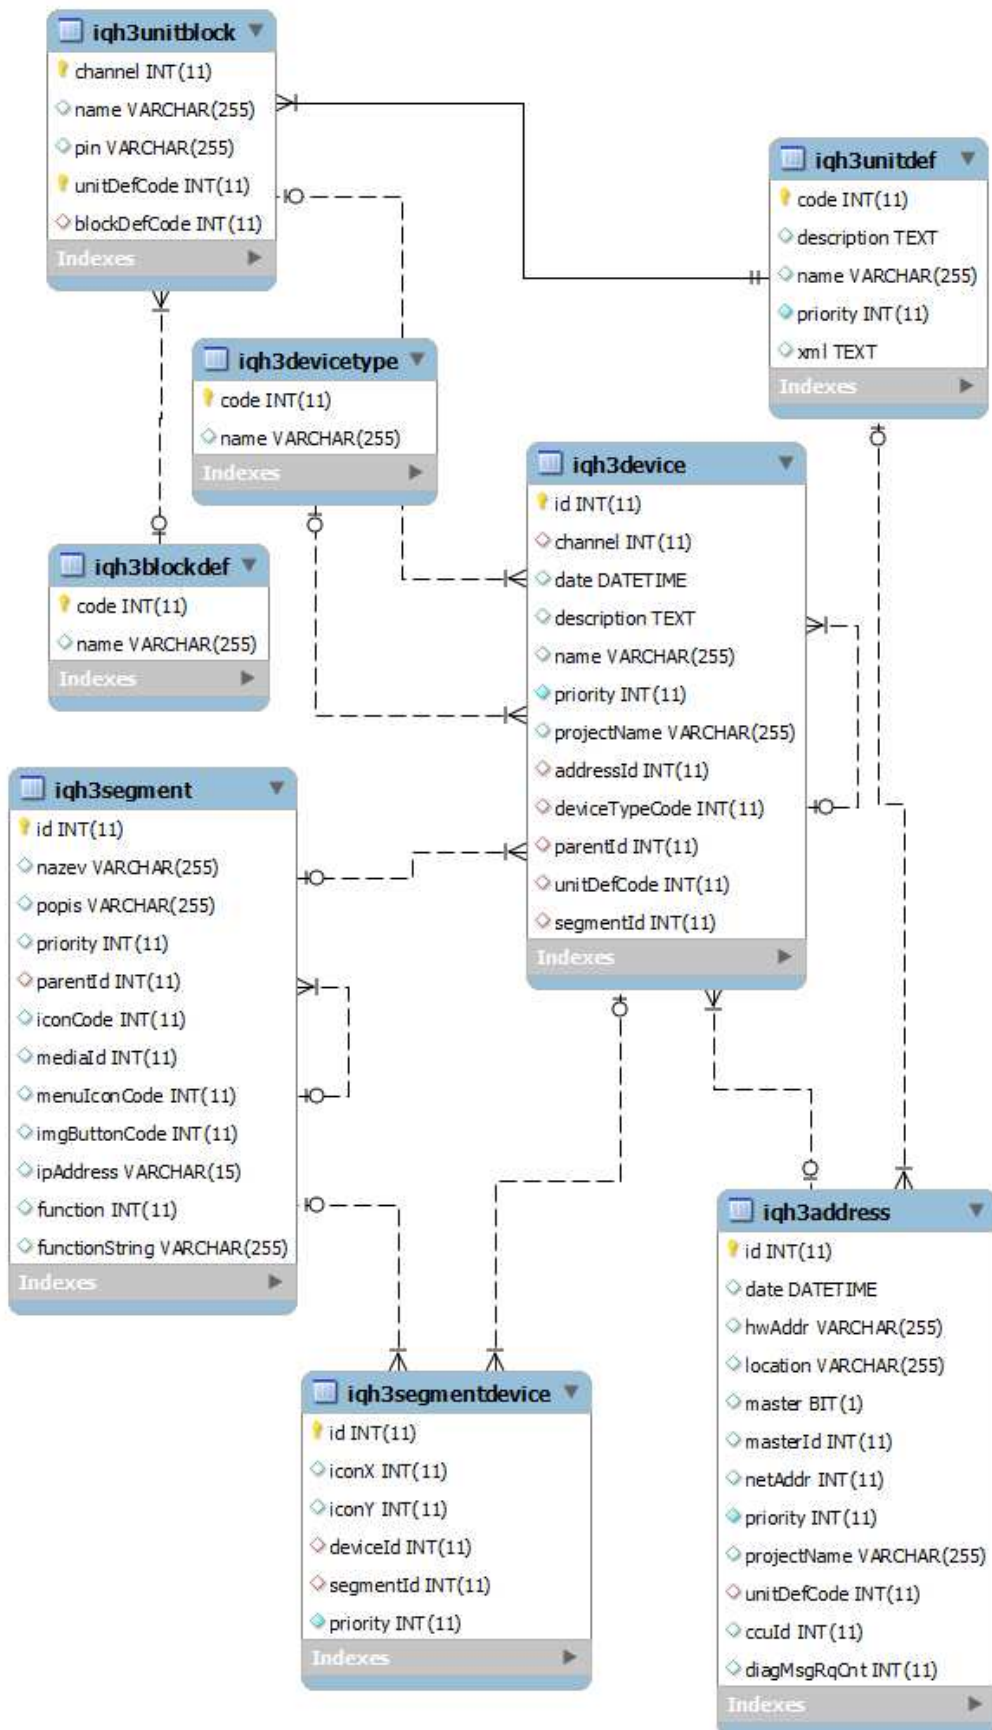 iqh3unitblock
channel INT(11)
name VARCHAR(255)
pin VARCHAR(255)
unitDefCode INT(11)
blockDefCode INT(11)
Indexes
iqh3unitdef
code INT(11)
description TEXT
name VARCHAR(255)
priority INT(11)
xml TEXT
Indexes
iqh3devicetype
code INT(11)
name VARCHAR(255)
Indexes
iqh3blockdef
code INT(11)
name VARCHAR(255)
Indexes
iqh3device
id INT(11)
channel INT(11)
date DATETIME
description TEXT
name VARCHAR(255)
priority INT(11)
projectName VARCHAR(255)
addressId INT(11)
deviceTypeCode INT(11)
parentId INT(11)
unitDefCode INT(11)
segmentId INT(11)
Indexes
iqh3segment
id INT(11)
nazev VARCHAR(255)
popis VARCHAR(255)
priority INT(11)
parentId INT(11)
iconCode INT(11)
mediaId INT(11)
menuIconCode INT(11)
imgButtonCode INT(11)
ipAddress VARCHAR(15)
function INT(11)
functionString VARCHAR(255)
Indexes
iqh3address
id INT(11)
date DATETIME
hwAddr VARCHAR(255)
location VARCHAR(255)
master BIT(1)
masterId INT(11)
netAddr INT(11)
priority INT(11)
projectName VARCHAR(255)
unitDefCode INT(11)
ccuId INT(11)
diagMsgRqCnt INT(11)
Indexes
iqh3segmentdevice
id INT(11)
iconX INT(11)
iconY INT(11)
deviceId INT(11)
segmentId INT(11)
priority INT(11)
Indexes